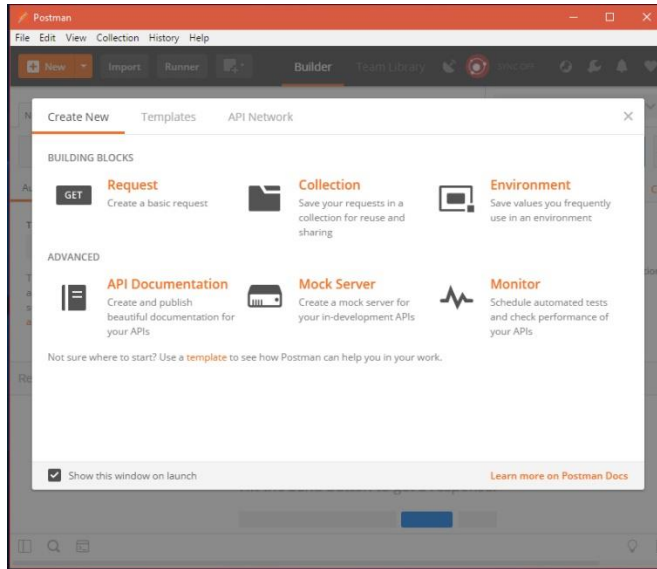 Postman
File Edit View Collection History Help
New Import Runner Builder Team Library
Create New Templates API Network
BUILDING BLOCKS
GET
Request
Create a basic request
Collection
Save your requests in a
collection for reuse and
sharing
Environment
Save values you frequently
use in an environment
ADVANCED
API Documentation
Create and publish
beautiful documentation for
your APIs
Mock Server
Create a mock server for
your in-development APIs
Monitor
Schedule automated tests
and check performance of
your APIs
Not sure where to start? Use a template to see how Postman can help you in your work.
Show this window on launch
Learn more on Postman Docs